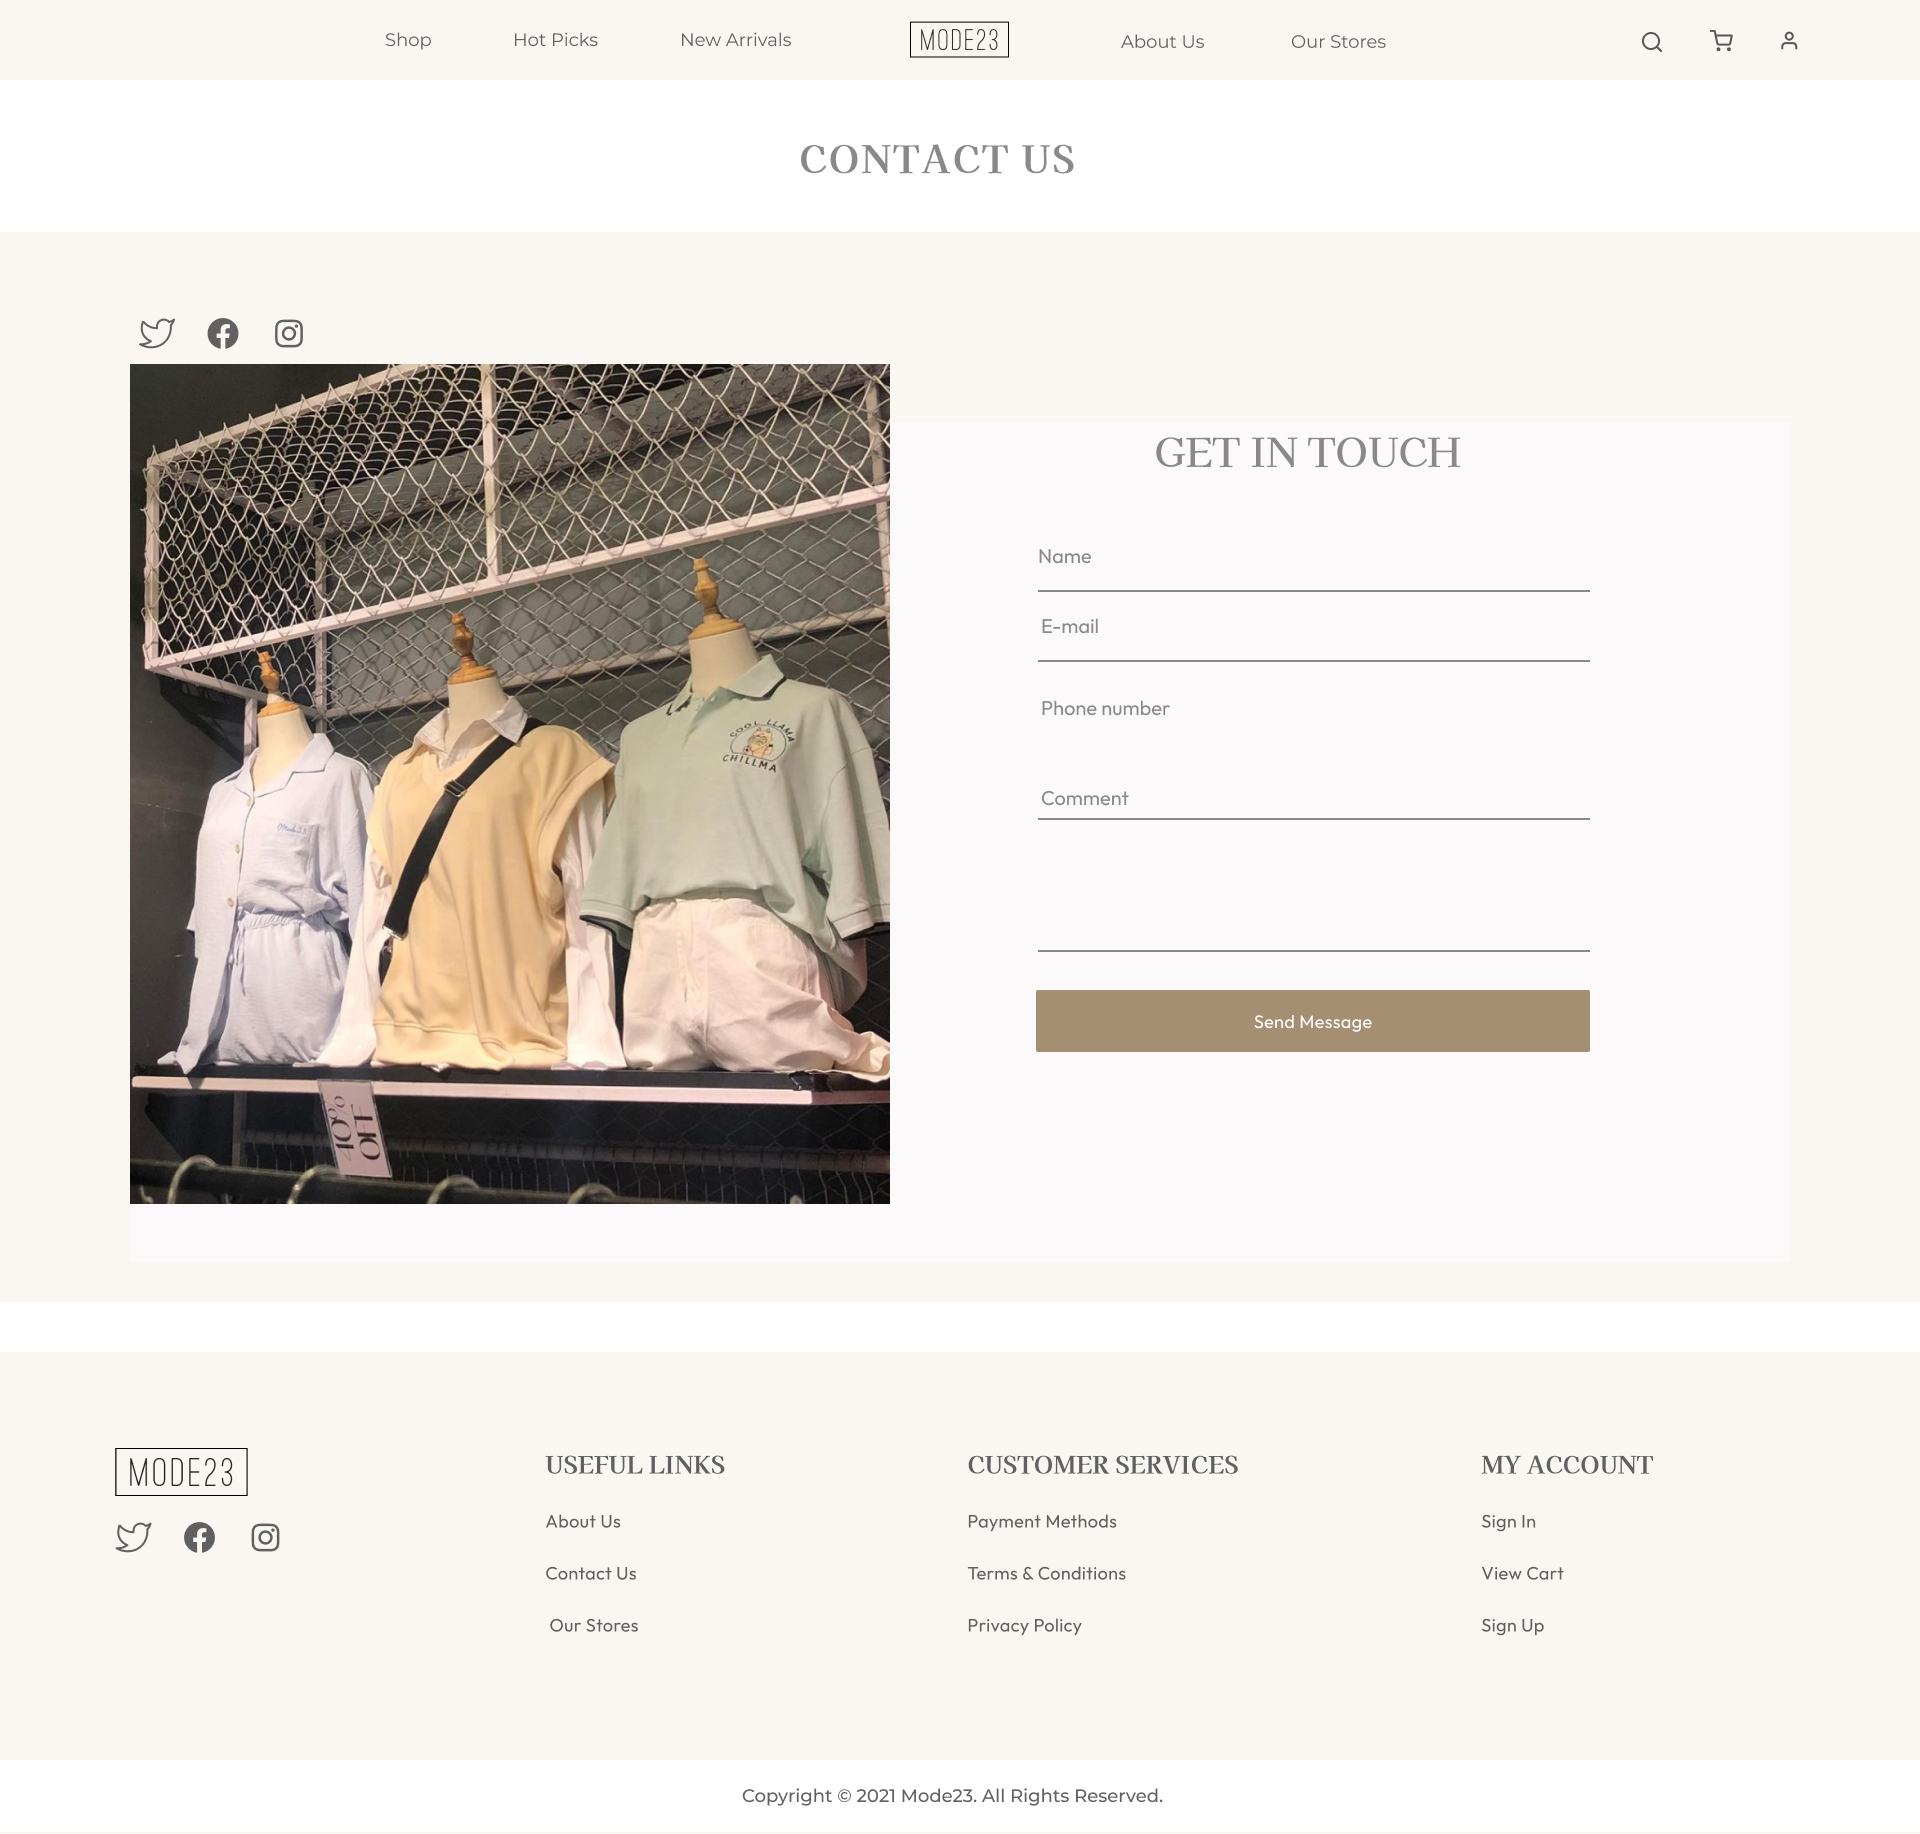 Shop
Hot Picks
New Arrivals
MODE23
About Us
Our Stores
CONTACT US
COOL LLAMA
CHILLMA
40%
OFF
GET IN TOUCH
Name
E-mail
Phone number
Comment
Send Message
MODE23
USEFUL LINKS
About Us
Contact Us
Our Stores
CUSTOMER SERVICES
Payment Methods
Terms & Conditions
Privacy Policy
MY ACCOUNT
Sign In
View Cart
Sign Up
Copyright © 2021 Mode23. All Rights Reserved.